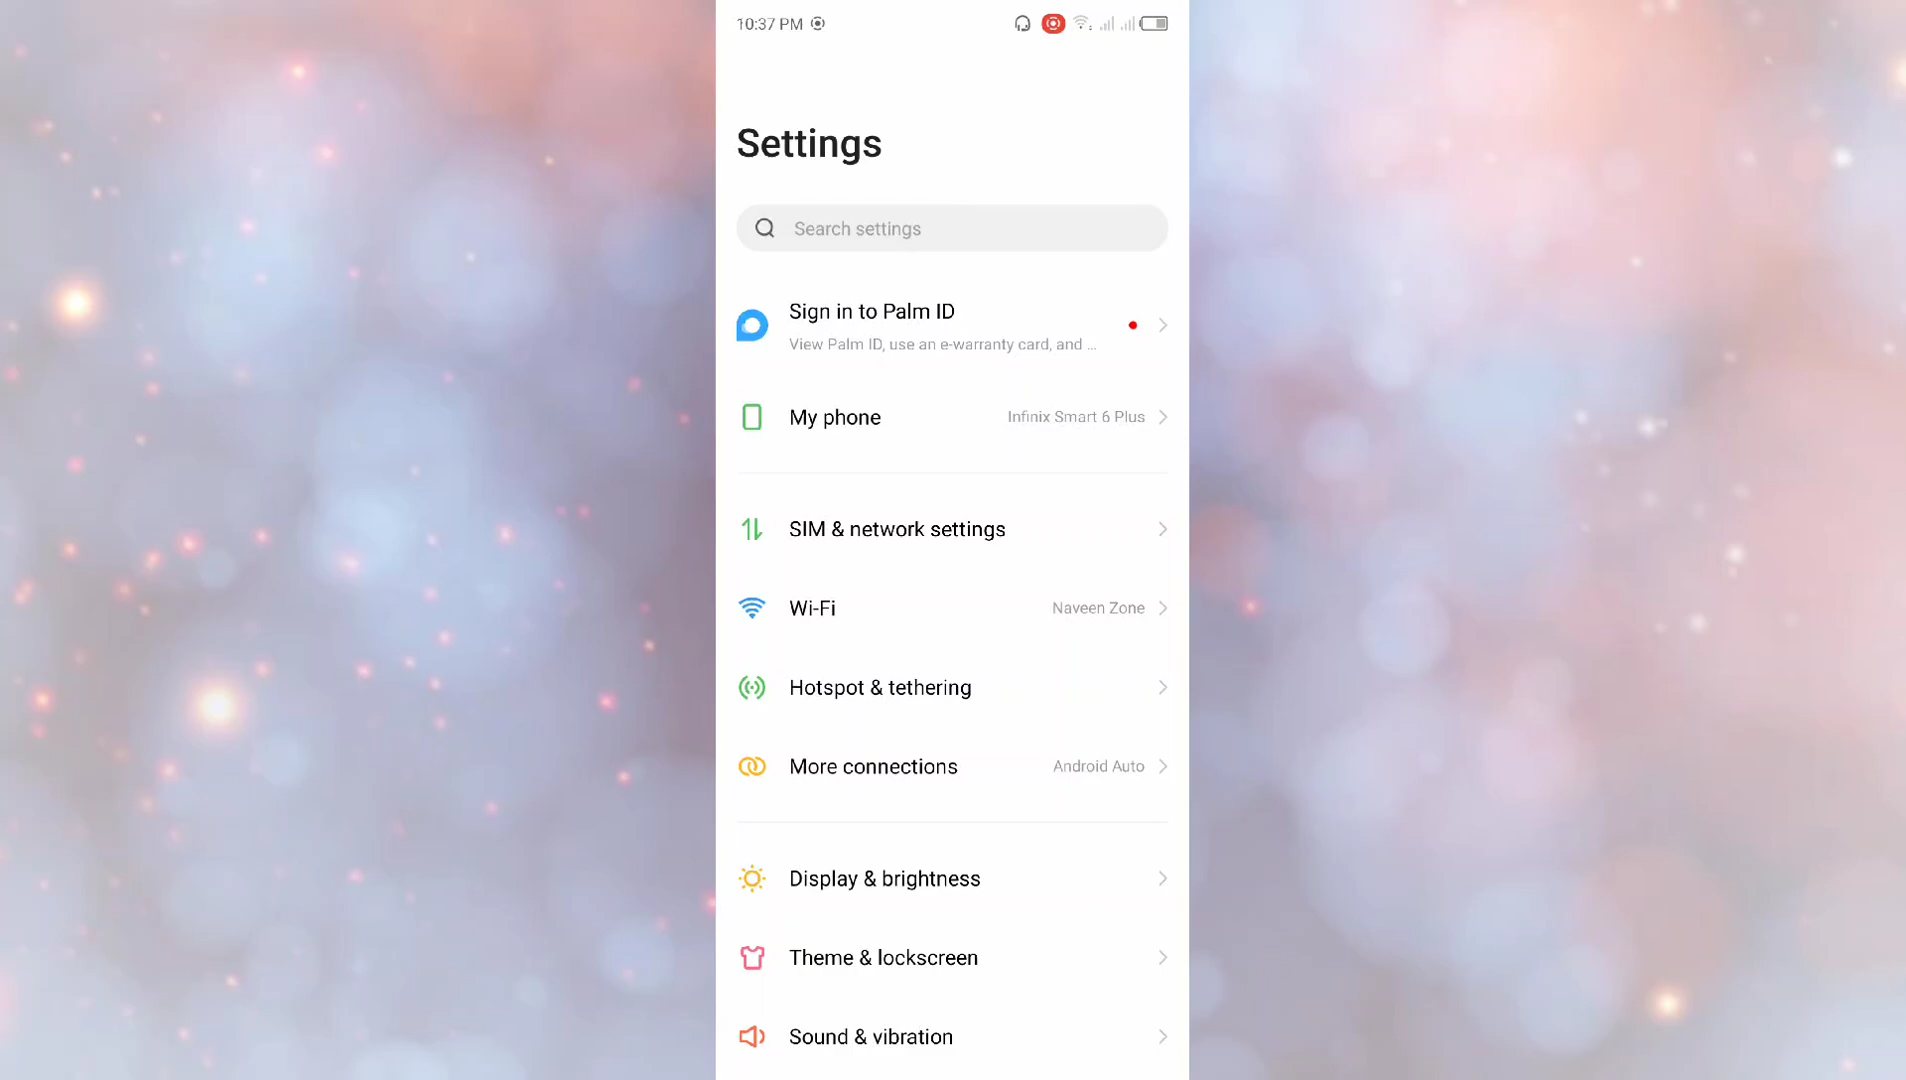 10:37 PM
Settings
Search settings
Sign in to Palm ID
View Palm ID, use an e-warranty card, and ...
My phone Infinix Smart 6 Plus
SIM & network settings
Wi-Fi Naveen Zone
Hotspot & tethering
More connections Android Auto
Display & brightness
Theme & lockscreen
Sound & vibration